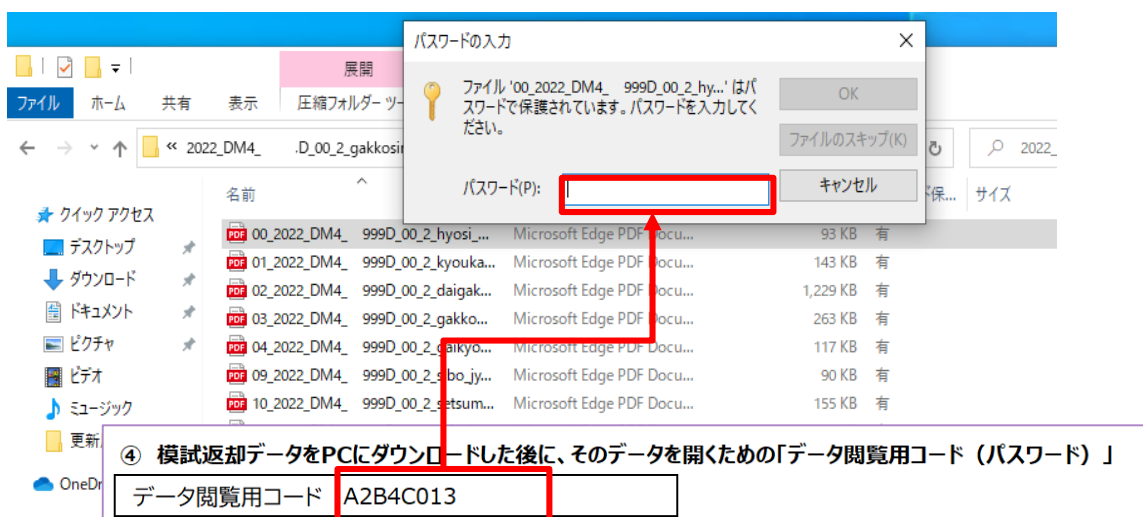 パスワードの入力
ファイル '00_2022_DM4_ 999D_00_2_hy...' はパ
スワードで保護されています。パスワードを入力してく
ださい。
OK
ファイルのスキップ(K)
キャンセル
パスワード(P):
展開
ファイル ホーム 共有 表示 圧縮フォルダー ツー
« 2022_DM4_ .D_00_2_gakkosir
2022_
名前 サイズ
クイック アクセス
デスクトップ
ダウンロード
ドキュメント
ピクチャ
ビデオ
ミュージック
更新
OneDr
00_2022_DM4_ 999D_00_2_hyosi_... Microsoft Edge PDF Docu... 93 KB 有
01_2022_DM4_ 999D_00_2_kyouka... Microsoft Edge PDF Docu... 143 KB 有
02_2022_DM4_ 999D_00_2_daigak... Microsoft Edge PDF Docu... 1,229 KB 有
03_2022_DM4_ 999D_00_2_gakko... Microsoft Edge PDF Docu... 263 KB 有
04_2022_DM4_ 999D_00_2_gaikyo... Microsoft Edge PDF Docu... 117 KB 有
09_2022_DM4_ 999D_00_2_sibo_jy... Microsoft Edge PDF Docu... 90 KB 有
10_2022_DM4_ 999D_00_2_setsum... Microsoft Edge PDF Docu... 155 KB 有
④ 模試返却データをPCにダウンロードした後に、そのデータを開くための「データ閲覧用コード（パスワード）」
データ閲覧用コード A2B4C013